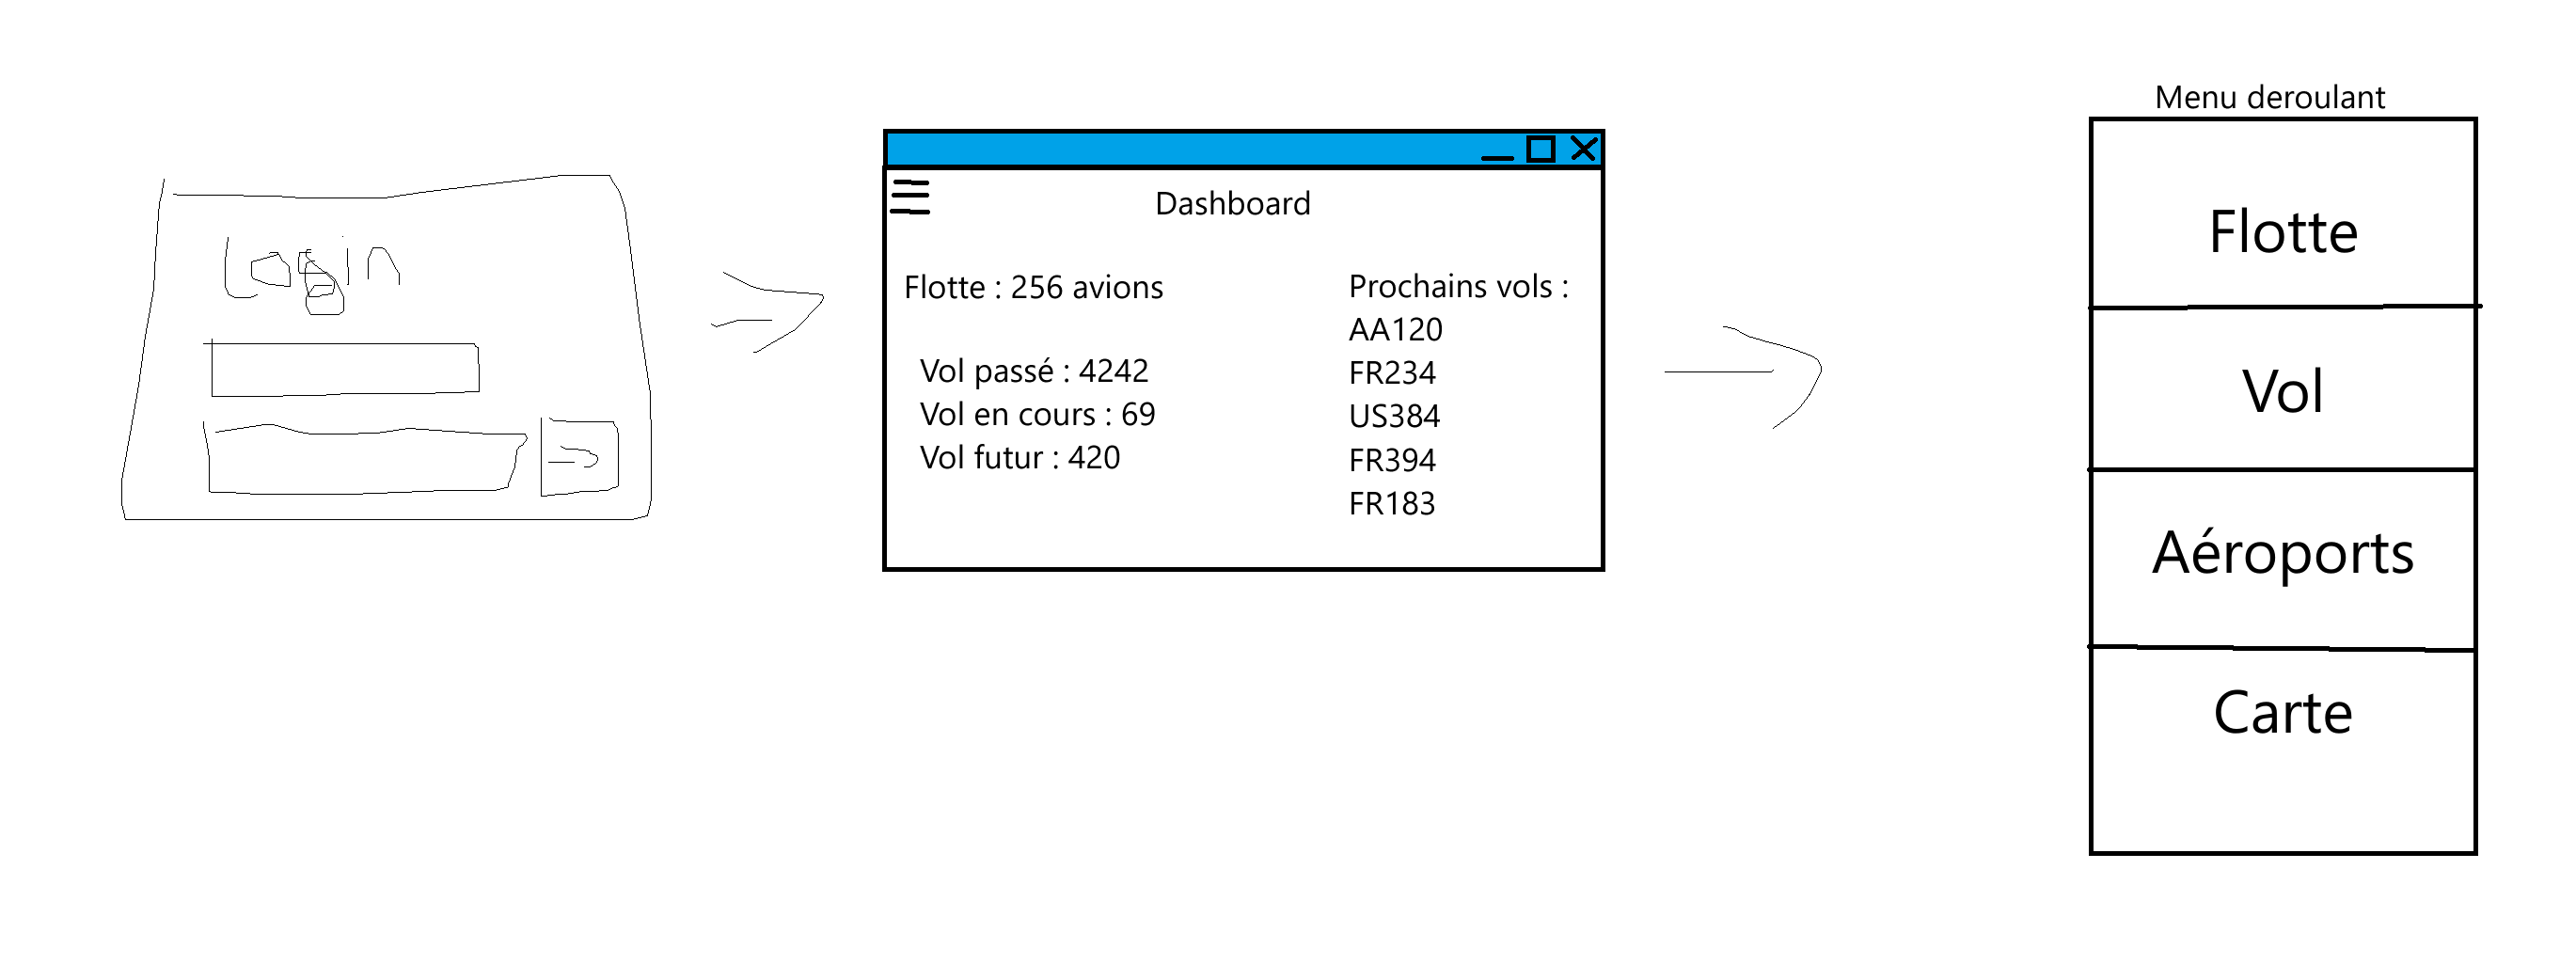 Login
Dashboard
Flotte : 256 avions
Vol passé : 4242
Vol en cours : 69
Vol futur : 420
Prochains vols :
AA120
FR234
US384
FR394
FR183
Menu deroulant
Flotte
Vol
Aéroports
Carte